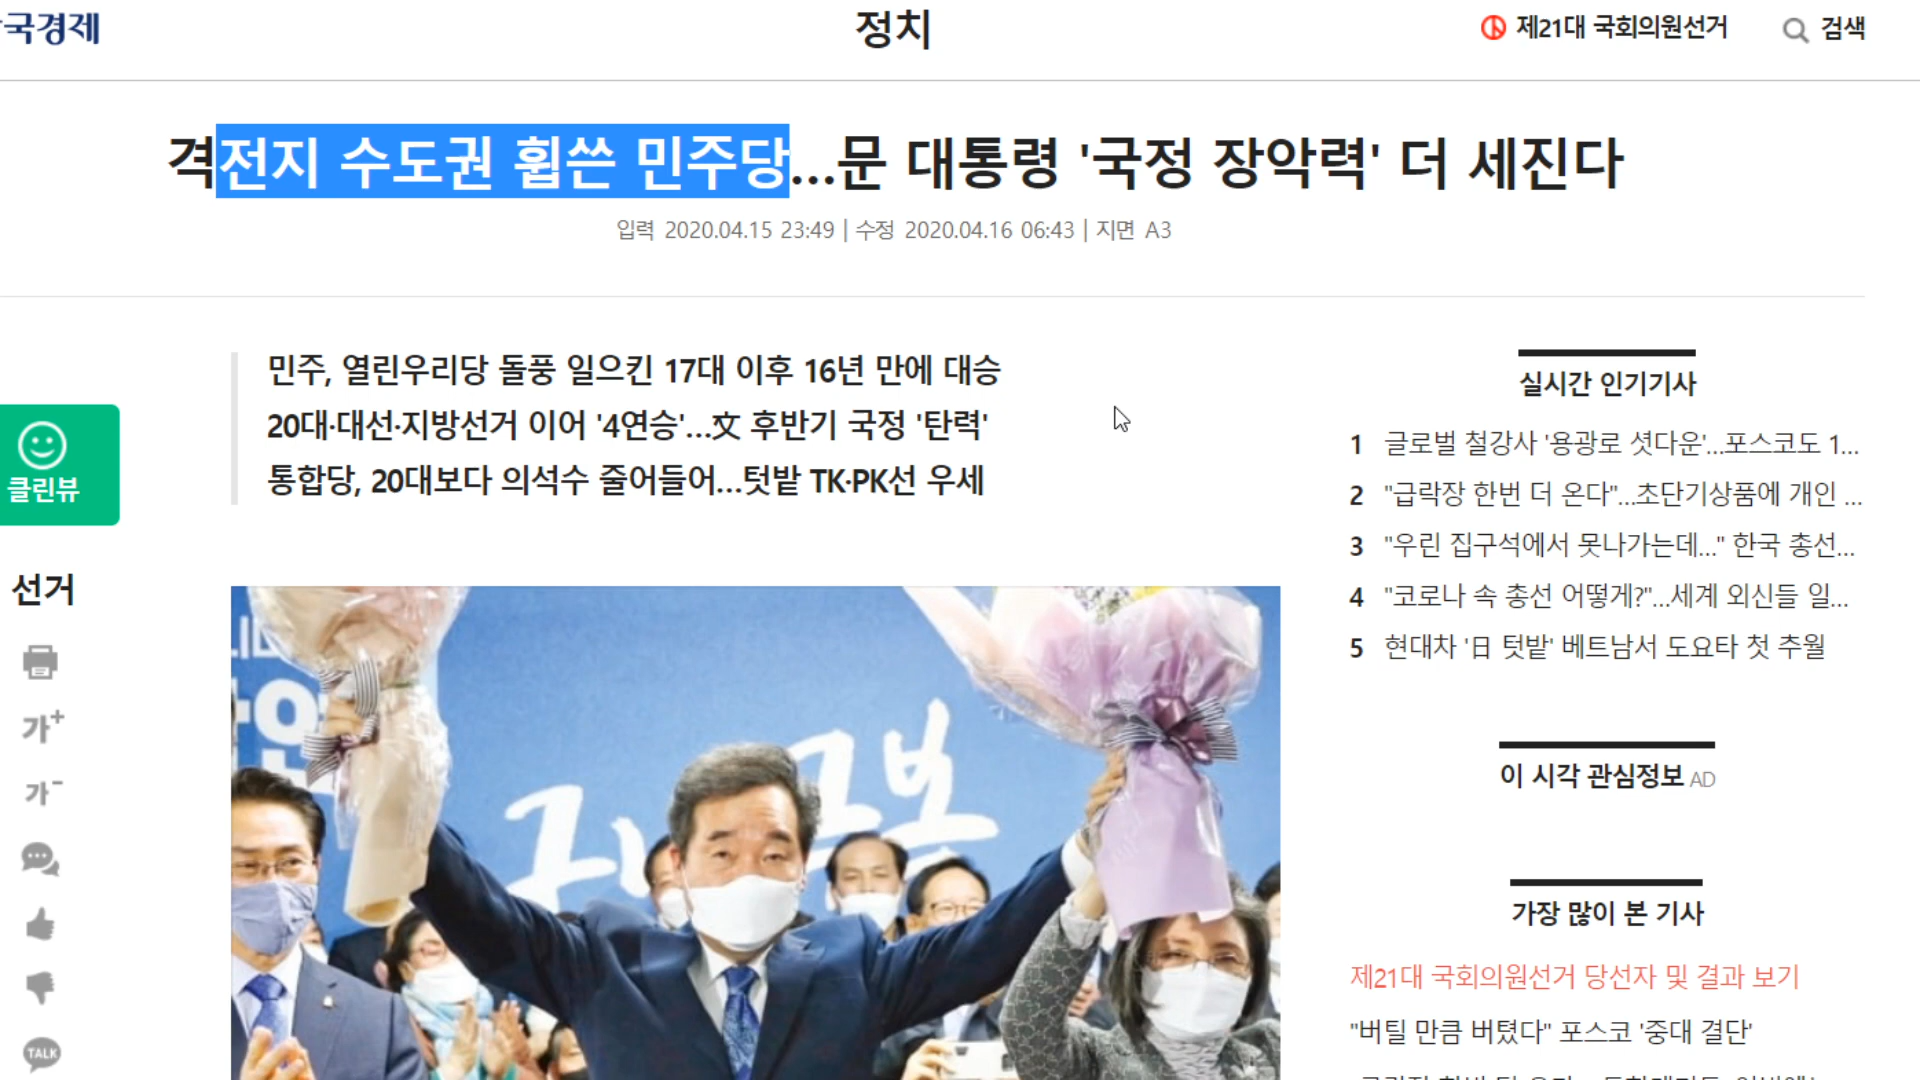 국경제
정치
제21대 국회의원선거
검색
격전지 수도권 휩쓴 민주당...문 대통령 '국정 장악력' 더 세진다
입력 2020.04.15 23:49 | 수정 2020.04.16 06:43 | 지면 A3
민주, 열린우리당 돌풍 일으킨 17대 이후 16년 만에 대승
20대·대선·지방선거 이어 '4연승'...文 후반기 국정 '탄력'
통합당, 20대보다 의석수 줄어들어...텃밭 TK·PK선 우세
클린뷰
선거
가+
가-
TALK
실시간 인기기사
1 글로벌 철강사 '용광로 셧다운'...포스코도 1...
2 "급락장 한번 더 온다"...초단기상품에 개인 ...
3 "우린 집구석에서 못나가는데..." 한국 총선...
4 "코로나 속 총선 어떻게?"...세계 외신들 일...
5 현대차 '日 텃밭' 베트남서 도요타 첫 추월
이 시각 관심정보 AD
가장 많이 본 기사
제21대 국회의원선거 당선자 및 결과 보기
"버틸 만큼 버텼다" 포스코 '중대 결단'